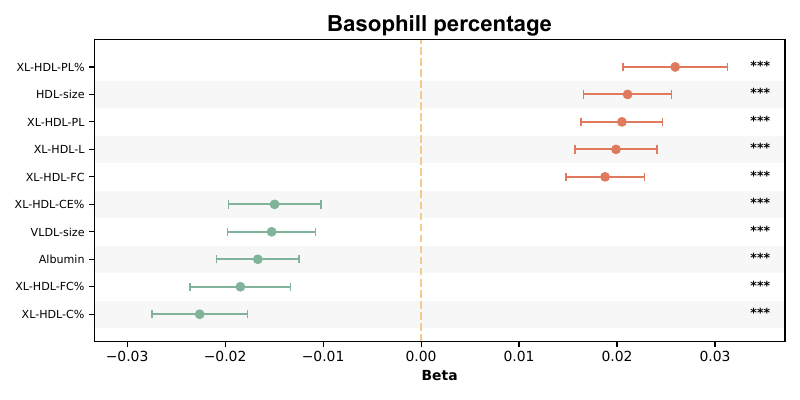 Basophill percentage
XL-HDL-PL% ***
HDL-size ***
XL-HDL-PL ***
XL-HDL-L ***
XL-HDL-FC ***
XL-HDL-CE% ***
VLDL-size ***
Albumin ***
XL-HDL-FC% ***
XL-HDL-C% ***
−0.03 −0.02 −0.01 0.00 0.01 0.02 0.03
Beta